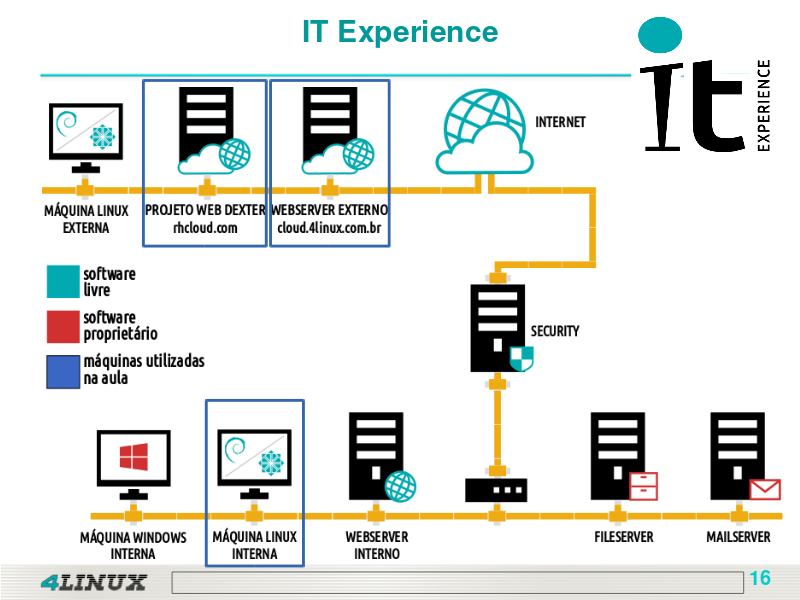 IT Experience
it
EXPERIENCE
INTERNET
MÁQUINA LINUX
EXTERNA
PROJETO WEB DEXTER
rhcloud.com
WEBSERVER EXTERNO
cloud.4linux.com.br
software
livre
software
proprietário
máquinas utilizadas
na aula
SECURITY
MÁQUINA WINDOWS
INTERNA
MÁQUINA LINUX
INTERNA
WEBSERVER
INTERNO
FILESERVER
MAILSERVER
4LINUX
16